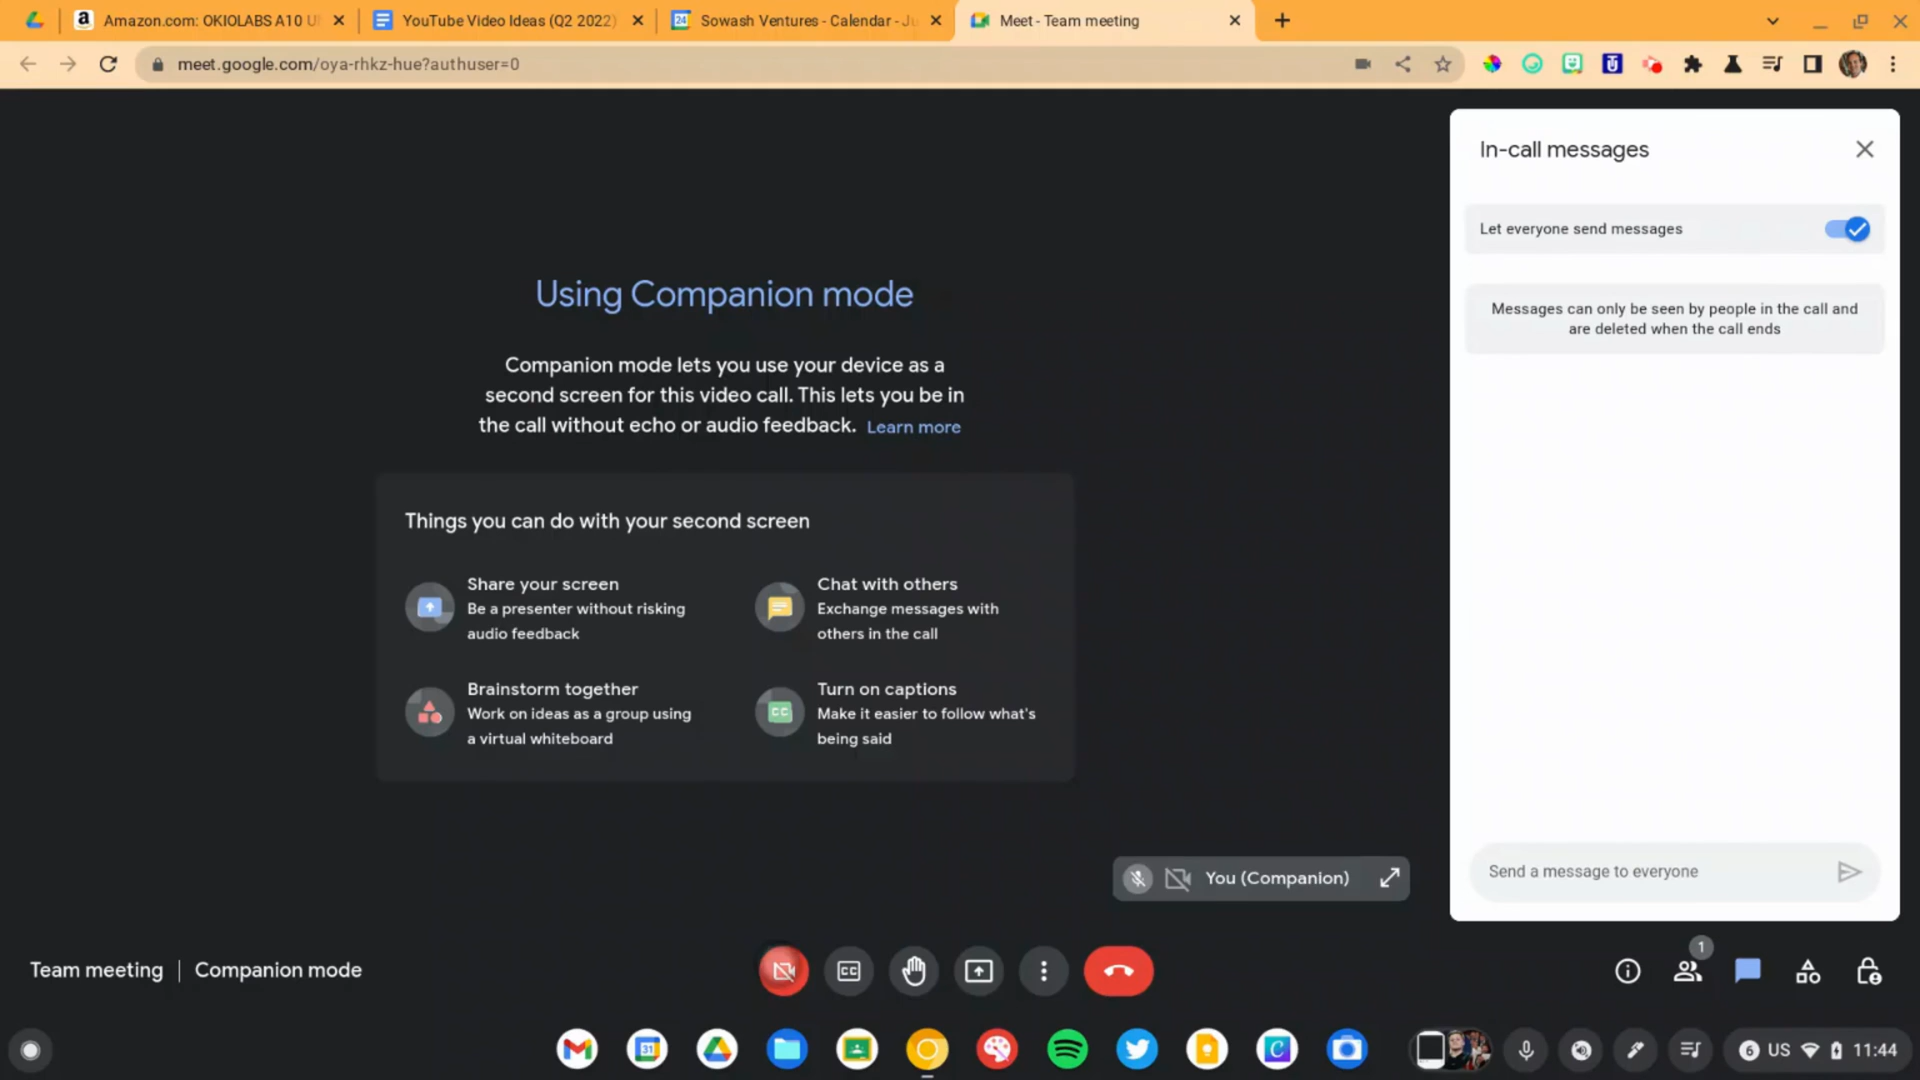 Amazon.com: OKIOLABS A10 U
YouTube Video Ideas (Q2 2022)
24
Sowash Ventures - Calendar - Ju
Meet - Team meeting
meet.google.com/oya-rhkz-hue?authuser=0
In-call messages
Let everyone send messages
Messages can only be seen by people in the call and
are deleted when the call ends
Using Companion mode
Companion mode lets you use your device as a
second screen for this video call. This lets you be in
the call without echo or audio feedback. Learn more
Things you can do with your second screen
Share your screen
Be a presenter without risking
audio feedback
Chat with others
Exchange messages with
others in the call
Brainstorm together
Work on ideas as a group using
a virtual whiteboard
CC
Turn on captions
Make it easier to follow what's
being said
You (Companion)
Send a message to everyone
Team meeting | Companion mode
CC
1
31
C
6 US 11:44